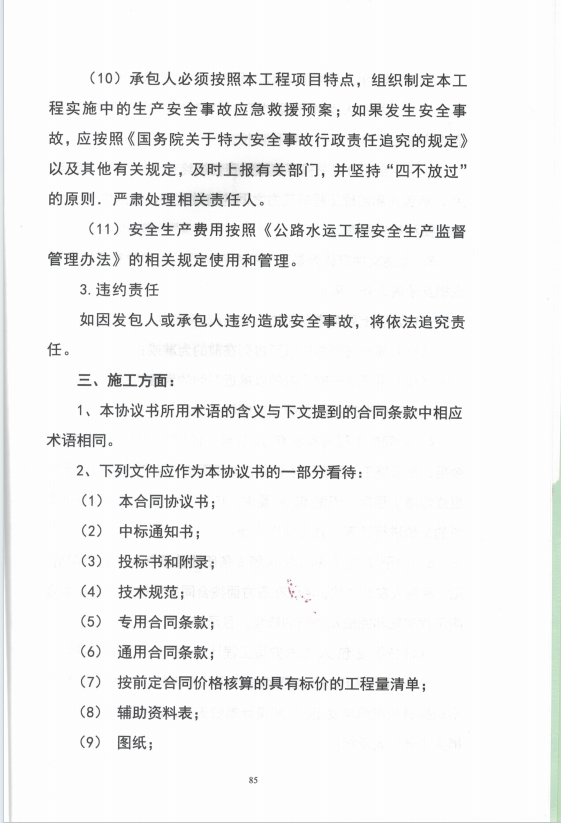 （10）承包人必须按照本工程项目特点，组织制定本工
程实施中的生产安全事故应急救援预案；如果发生安全事
故，应按照《国务院关于特大安全事故行政责任追究的规定》
以及其他有关规定，及时上报有关部门，并坚持“四不放过”
的原则．严肃处理相关责任人。
（11）安全生产费用按照《公路水运工程安全生产监督
管理办法》的相关规定使用和管理。
3.违约责任
如因发包人或承包人违约造成安全事故，将依法追究责
任。
三、施工方面：
1、本协议书所用术语的含义与下文提到的合同条款中相应
术语相同。
2、下列文件应作为本协议书的一部分看待：
（1） 本合同协议书；
（2） 中标通知书；
（3） 投标书和附录；
（4） 技术规范；
（5） 专用合同条款；
（6） 通用合同条款；
（7） 按前定合同价格核算的具有标价的工程量清单；
（8） 辅助资料表；
（9） 图纸；
85